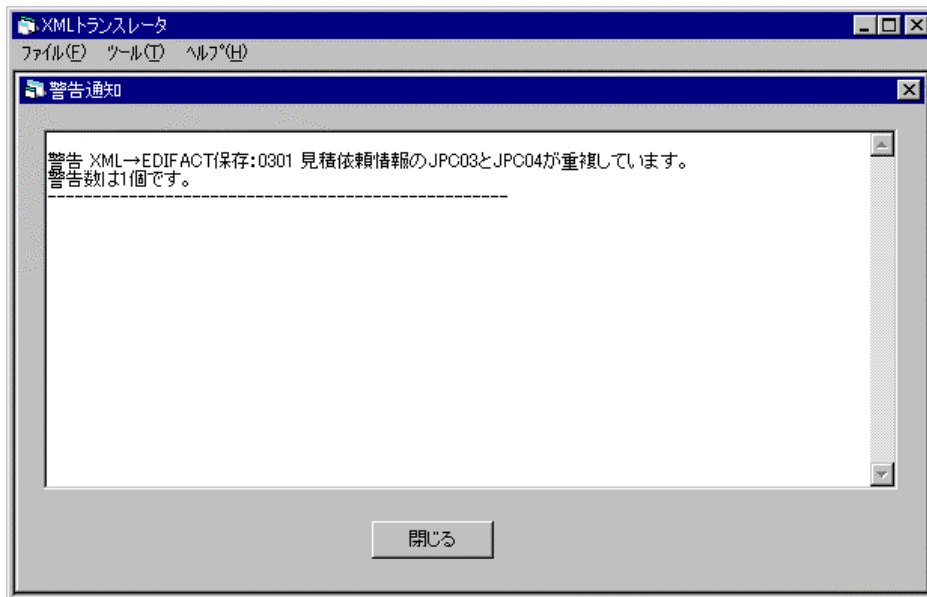 XMLトランスレータ
ファイル(F) ツール(T) ヘルプ(H)
警告通知
警告 XML→EDIFACT保存:0301 見積依頼情報のJPC03とJPC04が重複しています。
警告数は1個です。
---------------------------------------------------
閉じる